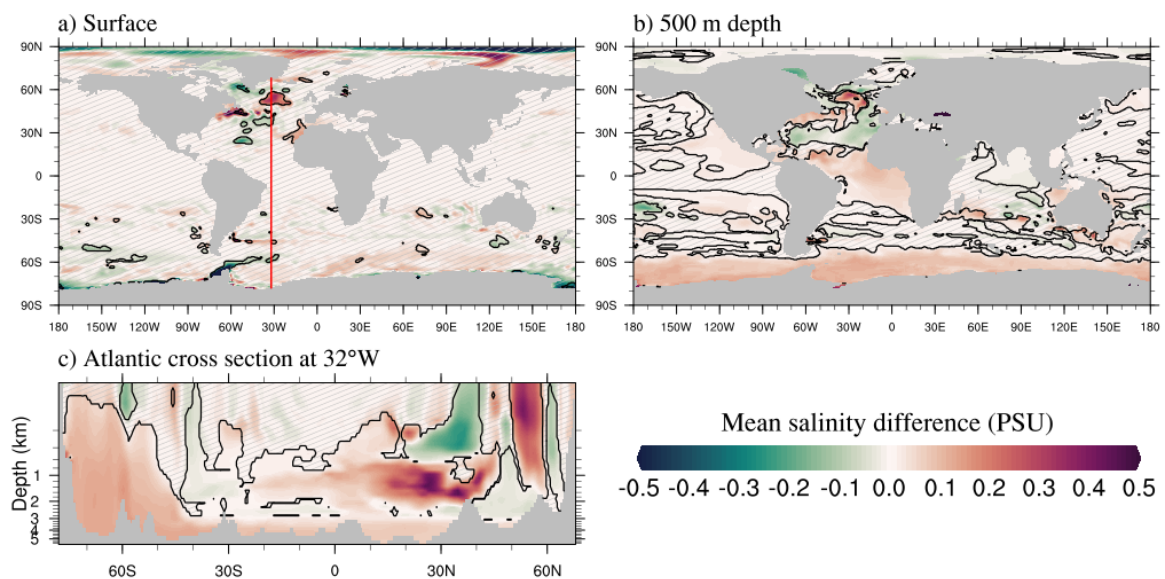 a) Surface
90N
60N
30N
0
30S
60S
90S
180 150W 120W 90W 60W 30W 0 30E 60E 90E 120E 150E 180
b) 500 m depth
90N
60N
30N
0
30S
60S
90S
180 150W 120W 90W 60W 30W 0 30E 60E 90E 120E 150E 180
c) Atlantic cross section at 32°W
Depth (km)
1
2
3
4
5
60S 30S 0 30N 60N
Mean salinity difference (PSU)
-0.5 -0.4 -0.3 -0.2 -0.1 0.0 0.1 0.2 0.3 0.4 0.5